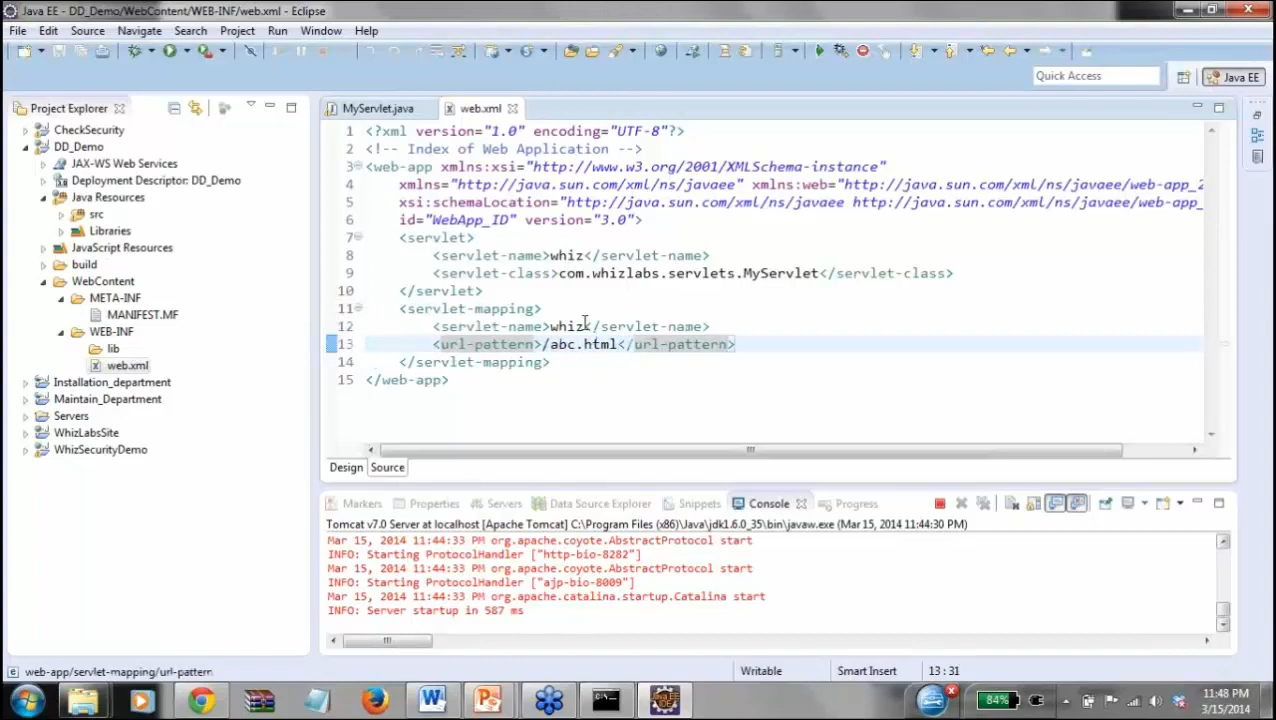 Java EE - DD_Demo/WebContent/WEB-INF/web.xml - Eclipse
File Edit Source Navigate Search Project Run Window Help
Quick Access
Java EE
Project Explorer
CheckSecurity
DD_Demo
JAX-WS Web Services
Deployment Descriptor: DD_Demo
Java Resources
src
Libraries
JavaScript Resources
build
WebContent
META-INF
MANIFEST.MF
WEB-INF
lib
web.xml
Installation_department
Maintain_Department
Servers
WhizLabsSite
WhizSecurityDemo
MyServlet.java web.xml
1 <?xml version="1.0" encoding="UTF-8"?>
2 <!-- Index of Web Application -->
3 <web-app xmlns:xsi="http://www.w3.org/2001/XMLSchema-instance"
4 xmlns="http://java.sun.com/xml/ns/javaee" xmlns:web="http://java.sun.com/xml/ns/javaee/web-app_2
5 xsi:schemaLocation="http://java.sun.com/xml/ns/javaee http://java.sun.com/xml/ns/javaee/web-app_
6 id="WebApp_ID" version="3.0">
7 <servlet>
8 <servlet-name>whiz</servlet-name>
9 <servlet-class>com.whizlabs.servlets.MyServlet</servlet-class>
10 </servlet>
11 <servlet-mapping>
12 <servlet-name>whiz</servlet-name>
13 <url-pattern>/abc.html</url-pattern>
14 </servlet-mapping>
15 </web-app>
Design Source
Markers Properties Servers Data Source Explorer Snippets Console Progress
Tomcat v7.0 Server at localhost [Apache Tomcat] C:\Program Files (x86)\Java\jdk1.6.0_35\bin\javaw.exe (Mar 15, 2014 11:44:30 PM)
Mar 15, 2014 11:44:33 PM org.apache.coyote.AbstractProtocol start
INFO: Starting ProtocolHandler ["http-bio-8282"]
Mar 15, 2014 11:44:33 PM org.apache.coyote.AbstractProtocol start
INFO: Starting ProtocolHandler ["ajp-bio-8009"]
Mar 15, 2014 11:44:33 PM org.apache.catalina.startup.Catalina start
INFO: Server startup in 587 ms
web-app/servlet-mapping/url-pattern
Writable Smart Insert 13 : 31
84%
11:48 PM
3/15/2014